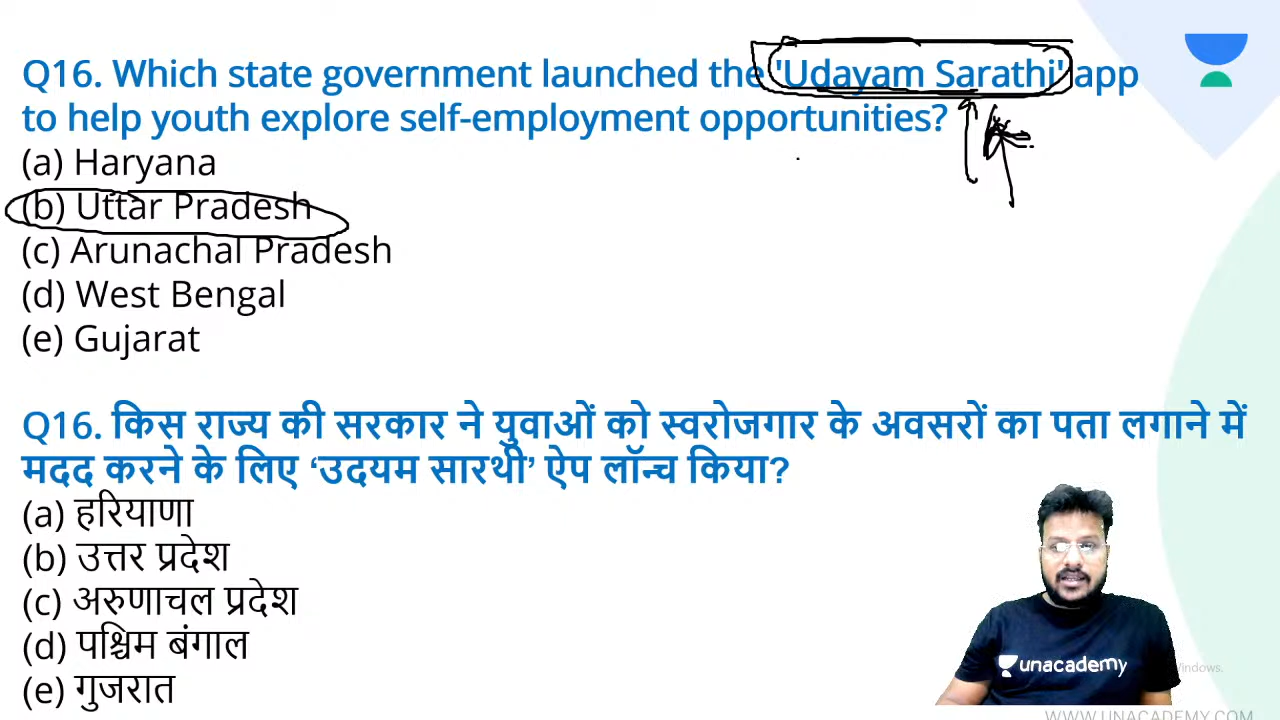 Q16. Which state government launched the 'Udayam Sarathi' app
to help youth explore self-employment opportunities?
(a) Haryana
(b) Uttar Pradesh
(c) Arunachal Pradesh
(d) West Bengal
(e) Gujarat
Q16. किस राज्य की सरकार ने युवाओं को स्वरोजगार के अवसरों का पता लगाने में
मदद करने के लिए ‘उदयम सारथी’ ऐप लॉन्च किया?
(a) हरियाणा
(b) उत्तर प्रदेश
(c) अरुणाचल प्रदेश
(d) पश्चिम बंगाल
(e) गुजरात
unacademy
Windows.
WWW.UNACADEMY.COM